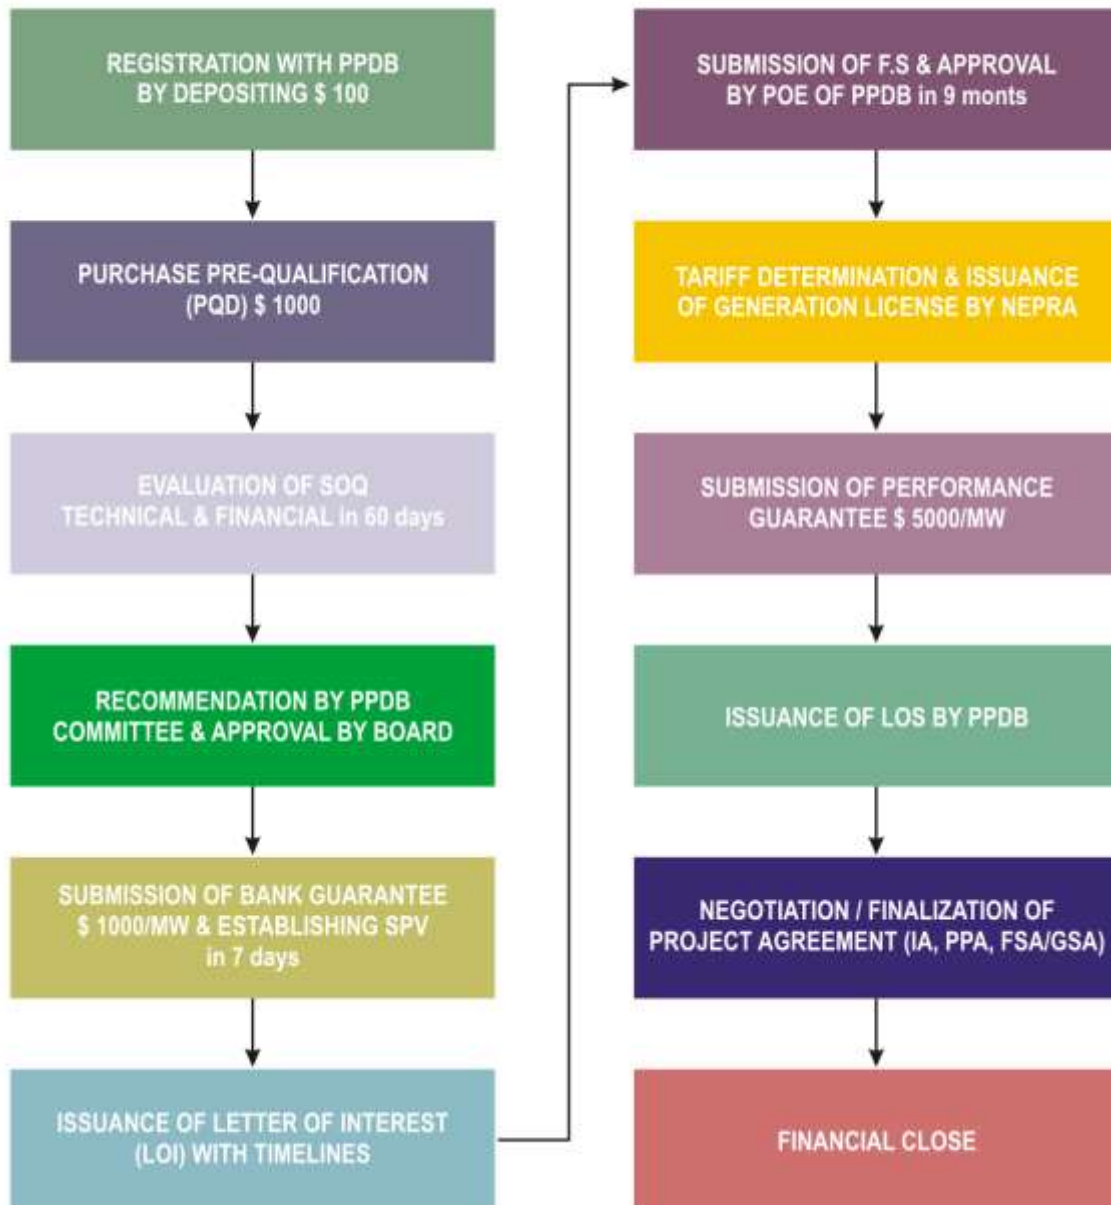 REGISTRATION WITH PPDB
BY DEPOSITING $ 100
PURCHASE PRE-QUALIFICATION
(PQD) $ 1000
EVALUATION OF SOQ
TECHNICAL & FINANCIAL in 60 days
RECOMMENDATION BY PPDB
COMMITTEE & APPROVAL BY BOARD
SUBMISSION OF BANK GUARANTEE
$ 1000/MW & ESTABLISHING SPV
in 7 days
ISSUANCE OF LETTER OF INTEREST
(LOI) WITH TIMELINES
SUBMISSION OF F.S & APPROVAL
BY POE OF PPDB in 9 monts
TARIFF DETERMINATION & ISSUANCE
OF GENERATION LICENSE BY NEPRA
SUBMISSION OF PERFORMANCE
GUARANTEE $ 5000/MW
ISSUANCE OF LOS BY PPDB
NEGOTIATION / FINALIZATION OF
PROJECT AGREEMENT (IA, PPA, FSA/GSA)
FINANCIAL CLOSE